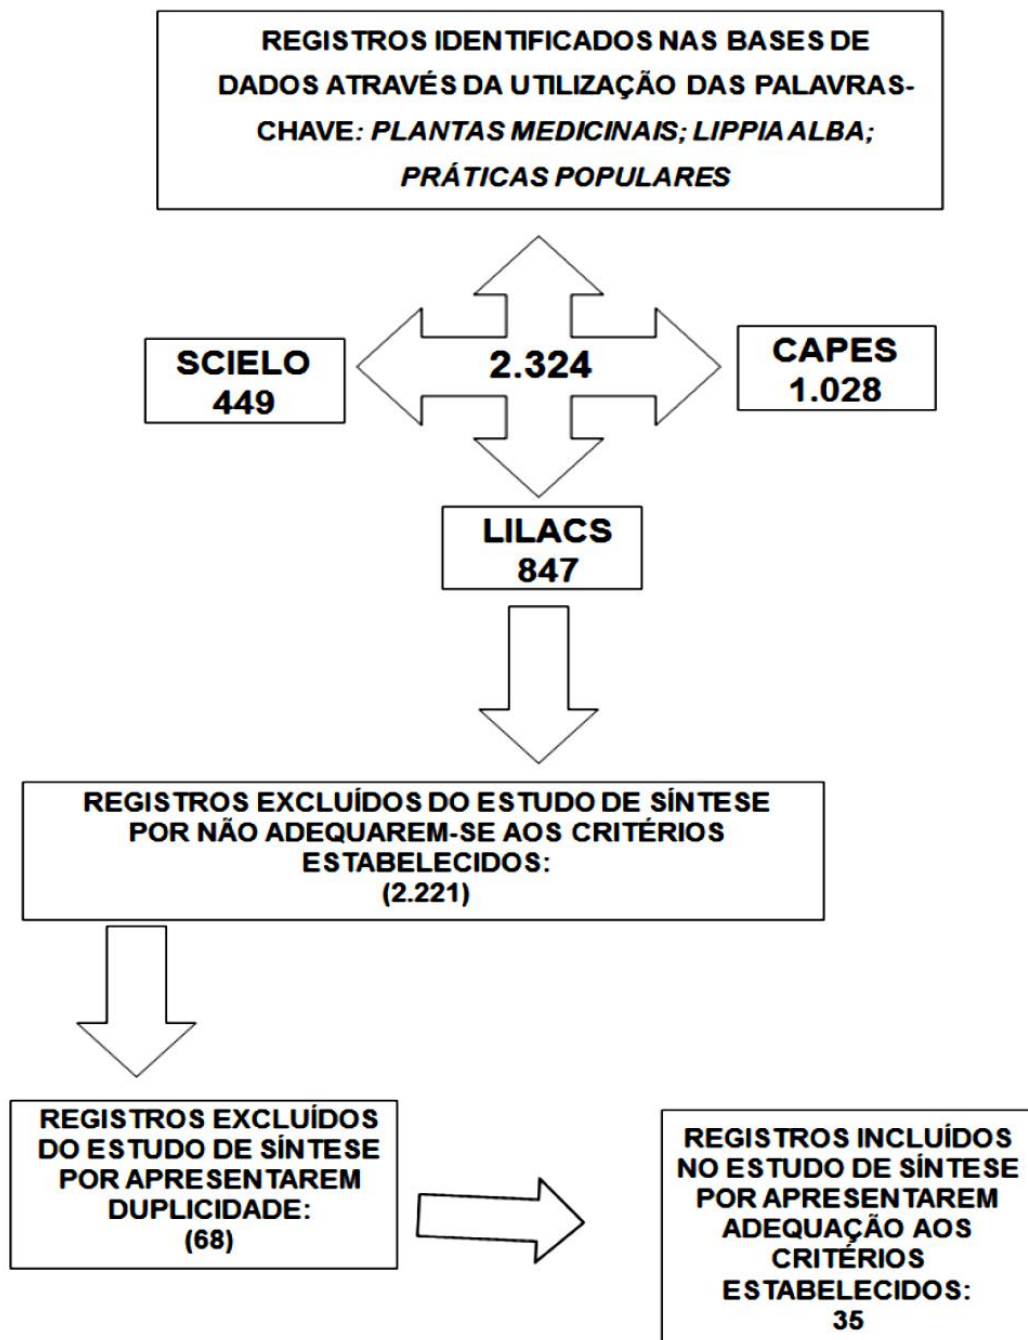 REGISTROS IDENTIFICADOS NAS BASES DE
DADOS ATRAVÉS DA UTILIZAÇÃO DAS PALAVRAS-
CHAVE: PLANTAS MEDICINAIS; LIPPIA ALBA;
PRÁTICAS POPULARES
SCIELO
449
2.324
CAPES
1.028
LILACS
847
REGISTROS EXCLUÍDOS DO ESTUDO DE SÍNTESE
POR NÃO ADEQUAREM-SE AOS CRITÉRIOS
ESTABELECIDOS:
(2.221)
REGISTROS EXCLUÍDOS
DO ESTUDO DE SÍNTESE
POR APRESENTAREM
DUPLICIDADE:
(68)
REGISTROS INCLUÍDOS
NO ESTUDO DE SÍNTESE
POR APRESENTAREM
ADEQUAÇÃO AOS
CRITÉRIOS
ESTABELECIDOS:
35